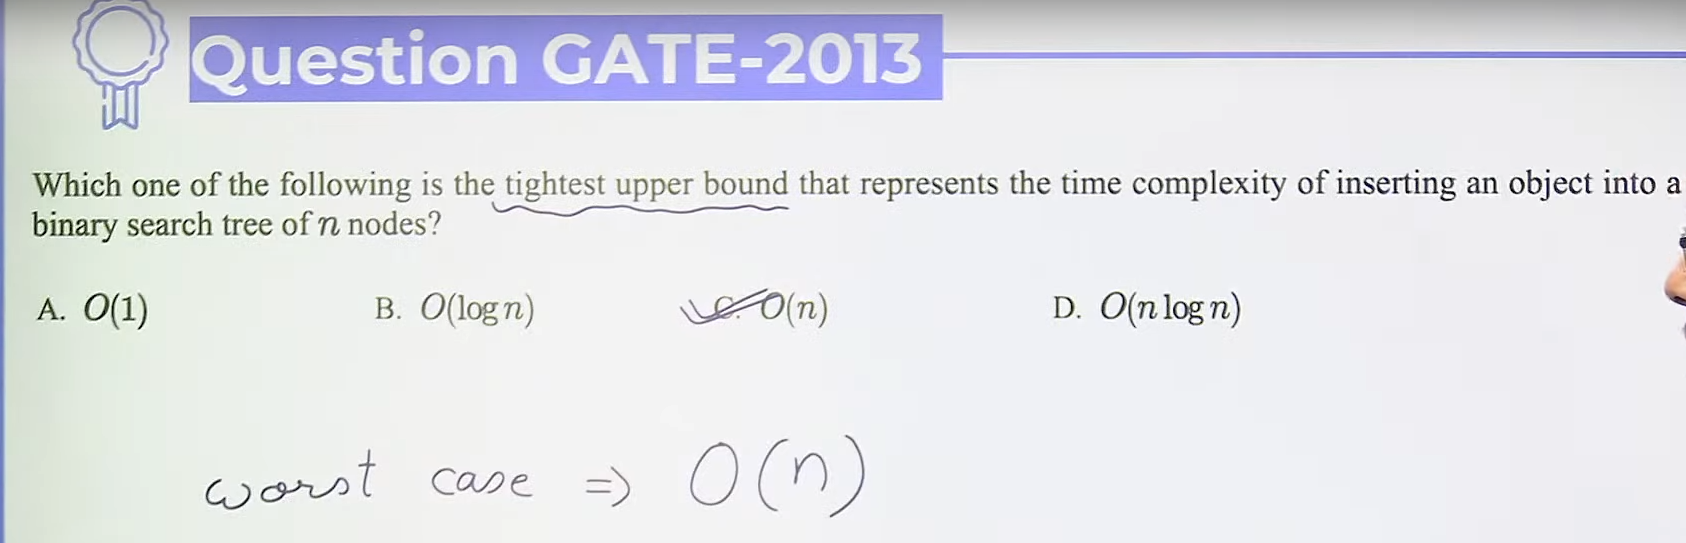 Question GATE-2013
Which one of the following is the tightest upper bound that represents the time complexity of inserting an object into a
binary search tree of n nodes?
A. O(1) B. O(log n) C. O(n) D. O(n log n)
worst case ⇒ O(n)